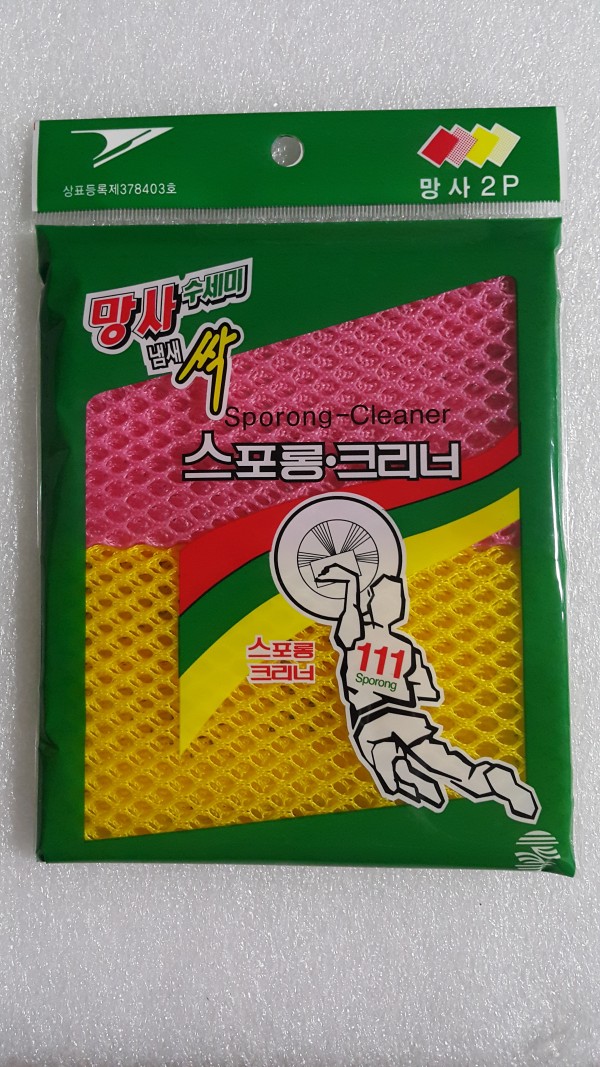 상표등록제378403호
망사 2P
망사 수세미
냄새 싹
Sporong-Cleaner
스포롱·크리너
스포롱
크리너
111
Sporong